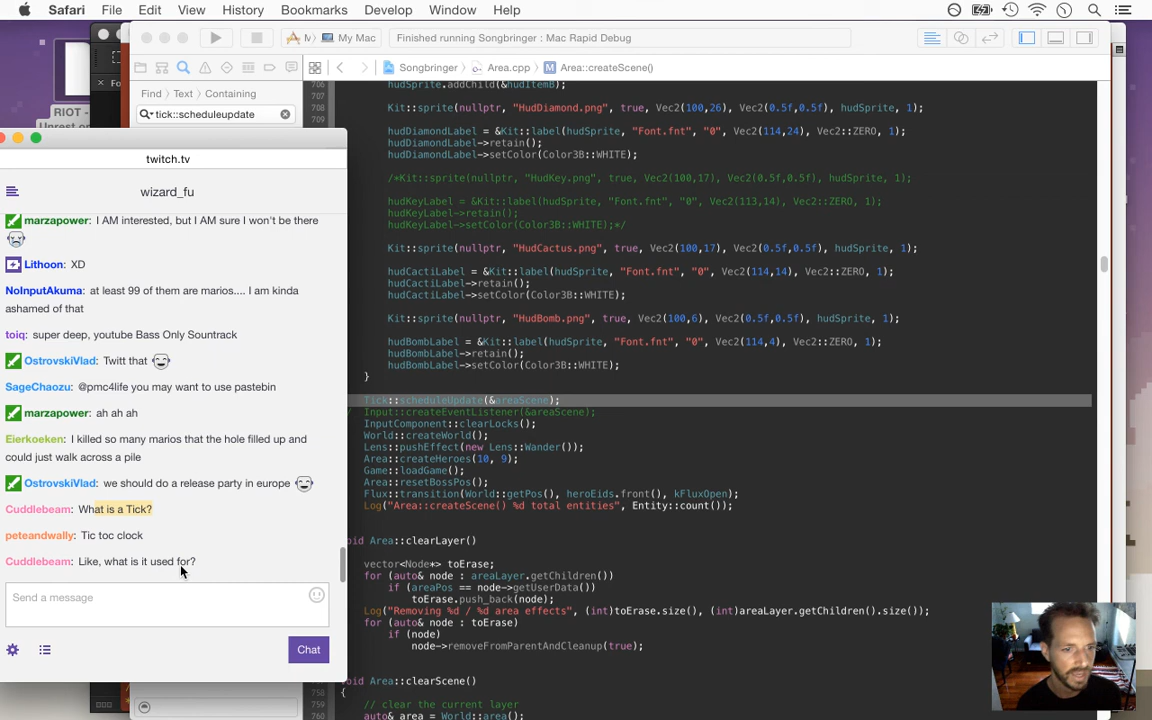 Safari File Edit View History Bookmarks Develop Window Help
My Mac Finished running Songbringer : Mac Rapid Debug
Songbringer Area.cpp M Area::createScene()
Find Text Containing
tick::scheduleupdate
RIOT -
twitch.tv
wizard_fu
marzapower: I AM interested, but I AM sure I won't be there
Lithoon: XD
NoInputAkuma: at least 99 of them are marios.... I am kinda
ashamed of that
toiq: super deep, youtube Bass Only Sountrack
OstrovskiVlad: Twitt that
SageChaozu: @pmc4life you may want to use pastebin
marzapower: ah ah ah
Eierkoeken: I killed so many marios that the hole filled up and
could just walk across a pile
OstrovskiVlad: we should do a release party in europe
Cuddlebeam: What is a Tick?
peteandwally: Tic toc clock
Cuddlebeam: Like, what is it used for?
Send a message
Chat
706 hudSprite.addChild(&hudItemB);
707
708 Kit::sprite(nullptr, "HudDiamond.png", true, Vec2(100,26), Vec2(0.5f,0.5f), hudSprite, 1);
709
hudDiamondLabel = &Kit::label(hudSprite, "Font.fnt", "0", Vec2(114,24), Vec2::ZERO, 1);
hudDiamondLabel->retain();
hudDiamondLabel->setColor(Color3B::WHITE);
/*Kit::sprite(nullptr, "HudKey.png", true, Vec2(100,17), Vec2(0.5f,0.5f), hudSprite, 1);
hudKeyLabel = &Kit::label(hudSprite, "Font.fnt", "0", Vec2(113,14), Vec2::ZERO, 1);
hudKeyLabel->retain();
hudKeyLabel->setColor(Color3B::WHITE);*/
Kit::sprite(nullptr, "HudCactus.png", true, Vec2(100,17), Vec2(0.5f,0.5f), hudSprite, 1);
hudCactiLabel = &Kit::label(hudSprite, "Font.fnt", "0", Vec2(114,14), Vec2::ZERO, 1);
hudCactiLabel->retain();
hudCactiLabel->setColor(Color3B::WHITE);
Kit::sprite(nullptr, "HudBomb.png", true, Vec2(100,6), Vec2(0.5f,0.5f), hudSprite, 1);
hudBombLabel = &Kit::label(hudSprite, "Font.fnt", "0", Vec2(114,4), Vec2::ZERO, 1);
hudBombLabel->retain();
hudBombLabel->setColor(Color3B::WHITE);
}
Tick::scheduleUpdate(&areaScene);
/ Input::createEventListener(&areaScene);
InputComponent::clearLocks();
World::createWorld();
Lens::pushEffect(new Lens::Wander());
Area::createHeroes(10, 9);
Game::loadGame();
Area::resetBossPos();
Flux::transition(World::getPos(), heroEids.front(), kFluxOpen);
Log("Area::createScene() %d total entities", Entity::count());
oid Area::clearLayer()
vector<Node*> toErase;
for (auto& node : areaLayer.getChildren())
if (areaPos == node->getUserData())
toErase.push_back(node);
Log("Removing %d / %d area effects", (int)toErase.size(), (int)areaLayer.getChildren().size());
for (auto& node : toErase)
if (node)
node->removeFromParentAndCleanup(true);
oid Area::clearScene()
758 {
759 // clear the current layer
760 auto& area = World::area();